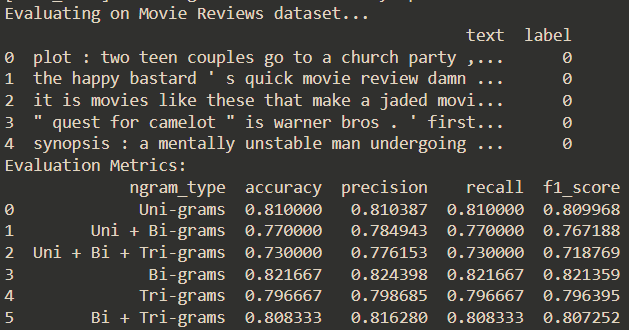 Evaluating on Movie Reviews dataset...
text label
0 plot : two teen couples go to a church party ,... 0
1 the happy bastard ' s quick movie review damn ... 0
2 it is movies like these that make a jaded movi... 0
3 " quest for camelot " is warner bros . ' first... 0
4 synopsis : a mentally unstable man undergoing ... 0
Evaluation Metrics:
ngram_type accuracy precision recall f1_score
0 Uni-grams 0.810000 0.810387 0.810000 0.809968
1 Uni + Bi-grams 0.770000 0.784943 0.770000 0.767188
2 Uni + Bi + Tri-grams 0.730000 0.776153 0.730000 0.718769
3 Bi-grams 0.821667 0.824398 0.821667 0.821359
4 Tri-grams 0.796667 0.798685 0.796667 0.796395
5 Bi + Tri-grams 0.808333 0.816280 0.808333 0.807252